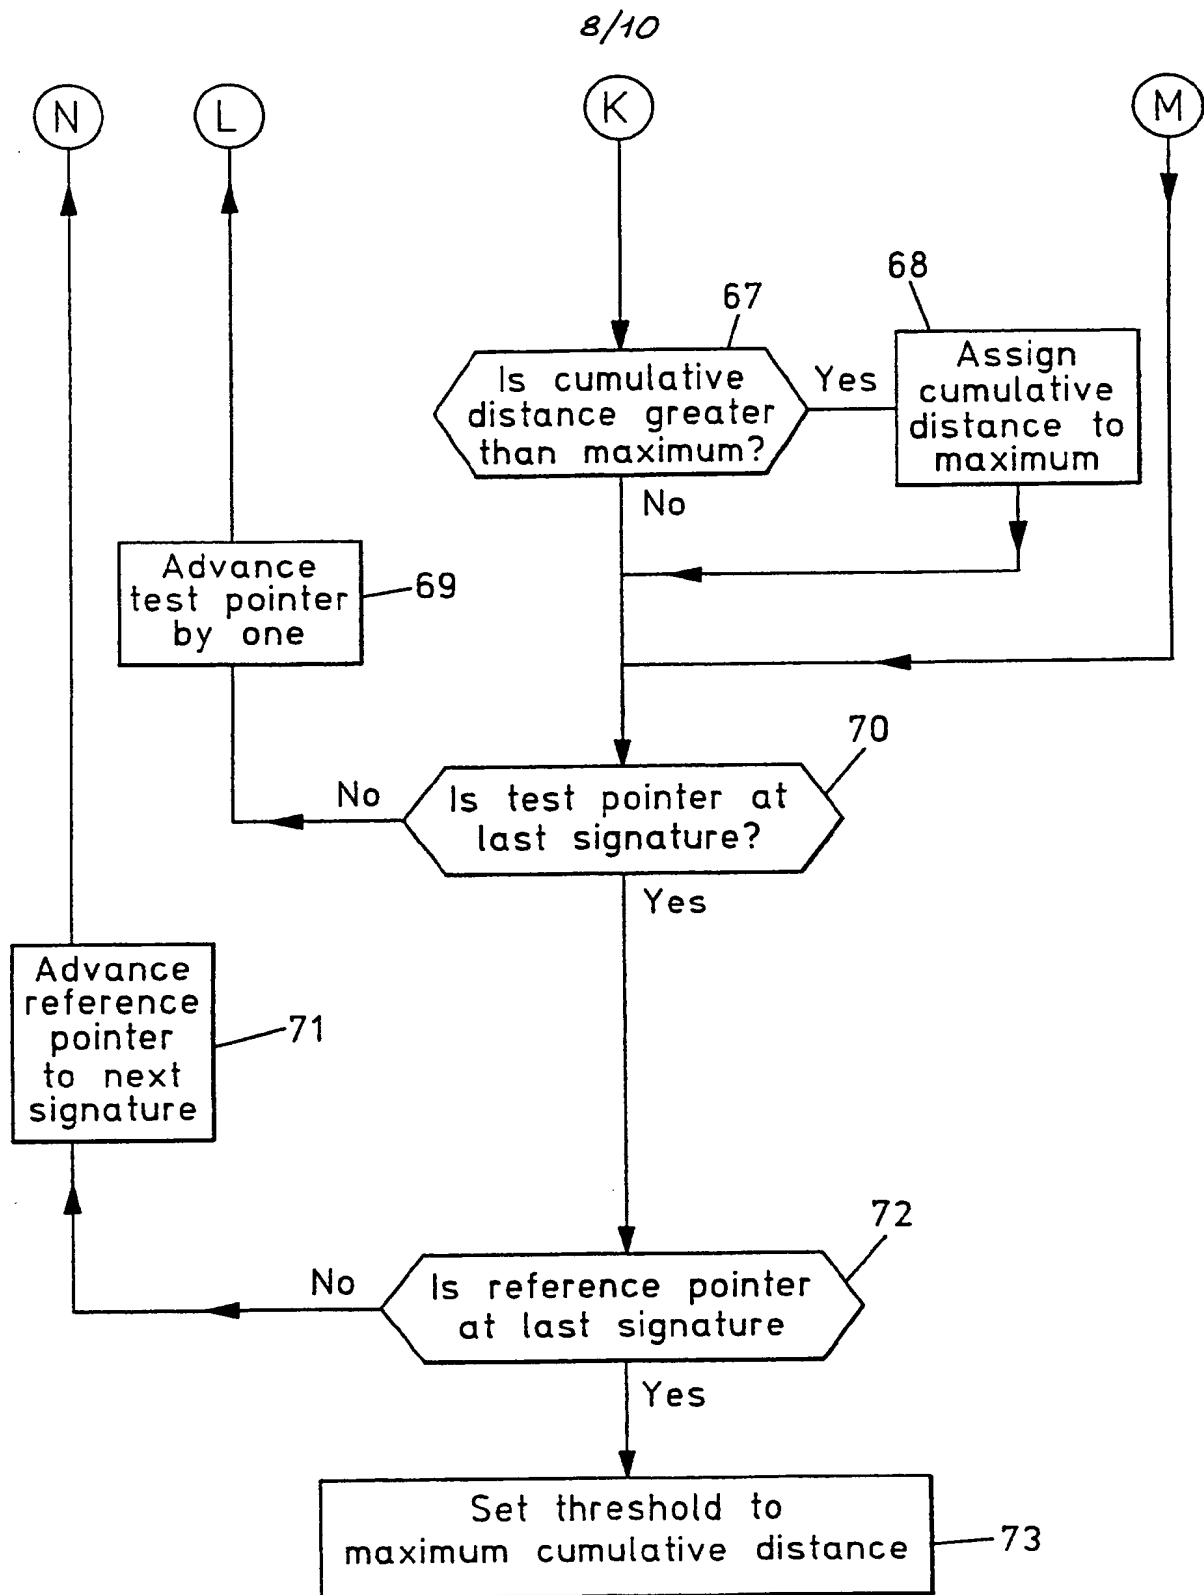 8/10
N
L
K
M
67
68
Is cumulative
distance greater
than maximum?
Yes
Assign
cumulative
distance to
maximum
No
Advance
test pointer
by one
69
70
No
Is test pointer at
last signature?
Yes
Advance
reference
pointer
to next
signature
71
72
No
Is reference pointer
at last signature
Yes
Set threshold to
maximum cumulative distance
73